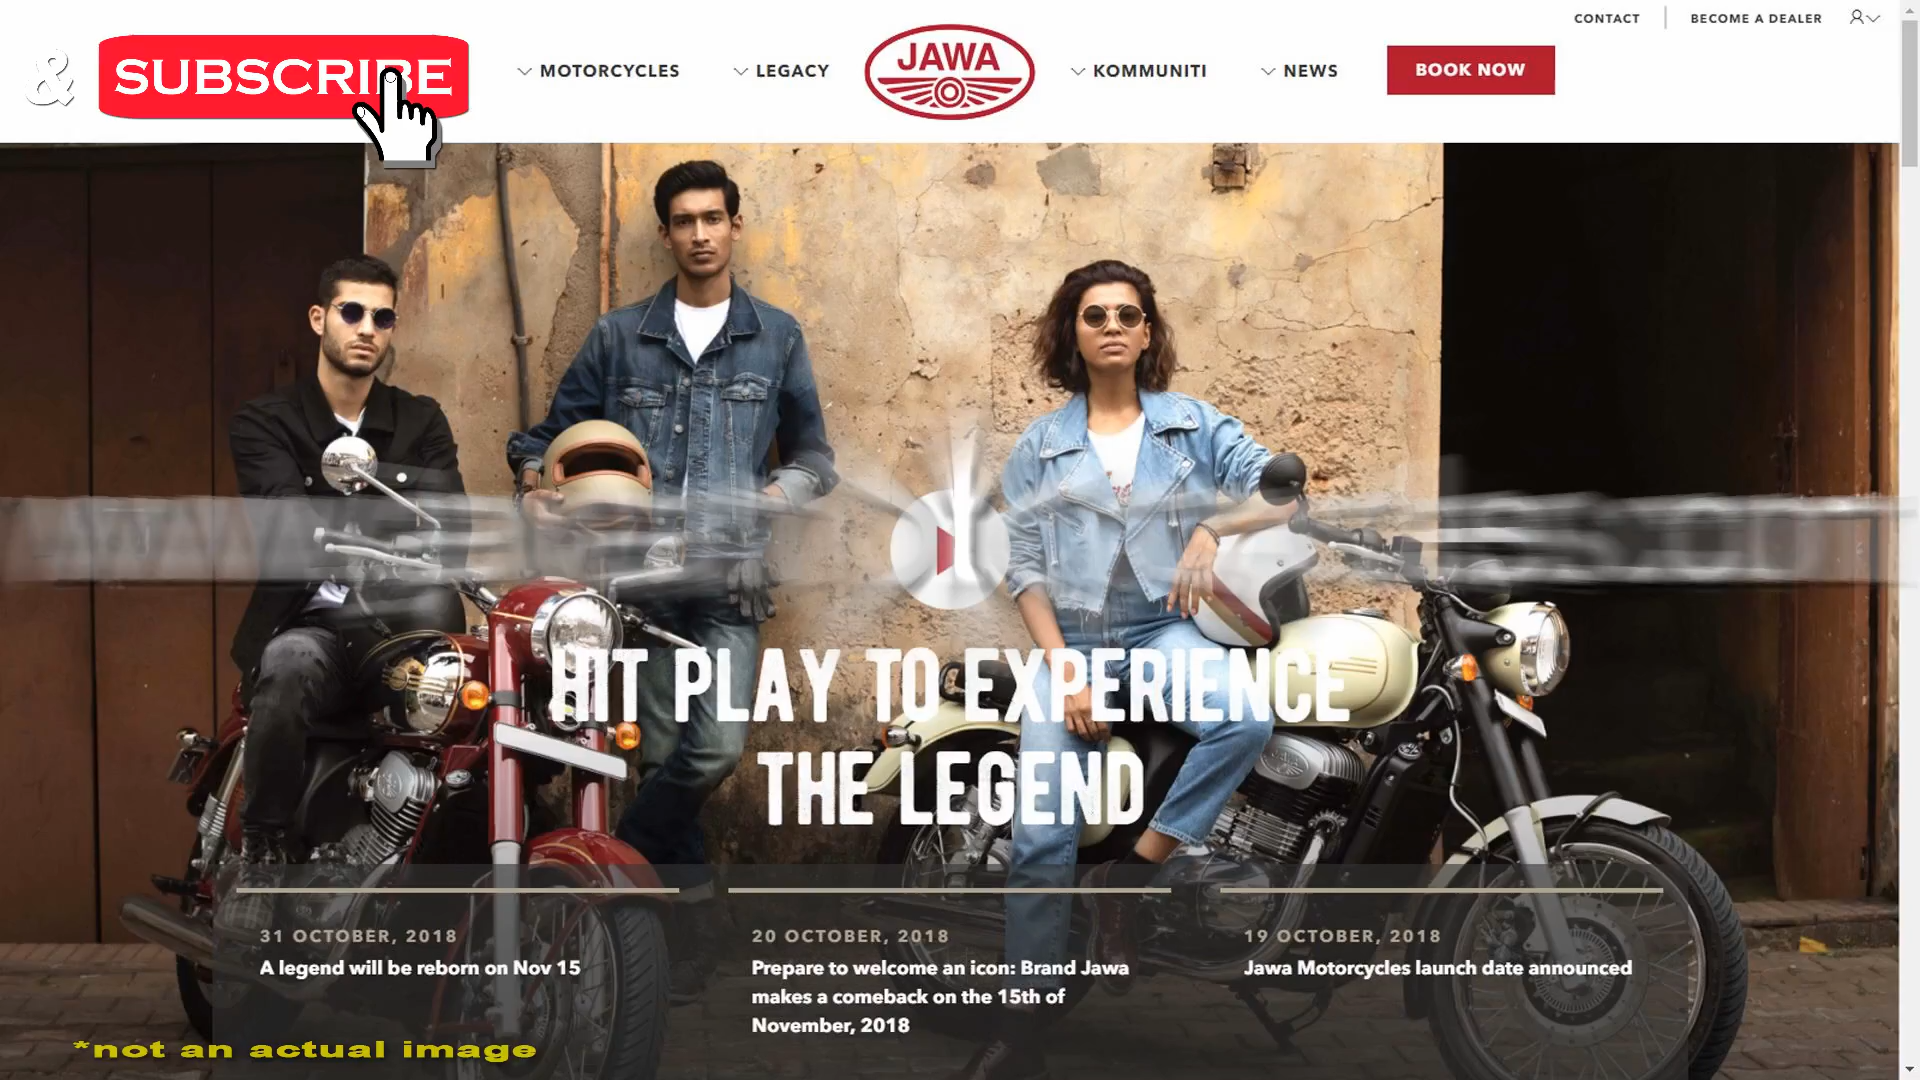 CONTACT
BECOME A DEALER
&
SUBSCRIBE
MOTORCYCLES
LEGACY
JAWA
KOMMUNITI
NEWS
BOOK NOW
HIT PLAY TO EXPERIENCE
THE LEGEND
31 OCTOBER, 2018
A legend will be reborn on Nov 15
20 OCTOBER, 2018
Prepare to welcome an icon: Brand Jawa
makes a comeback on the 15th of
November, 2018
19 OCTOBER, 2018
Jawa Motorcycles launch date announced
*not an actual image